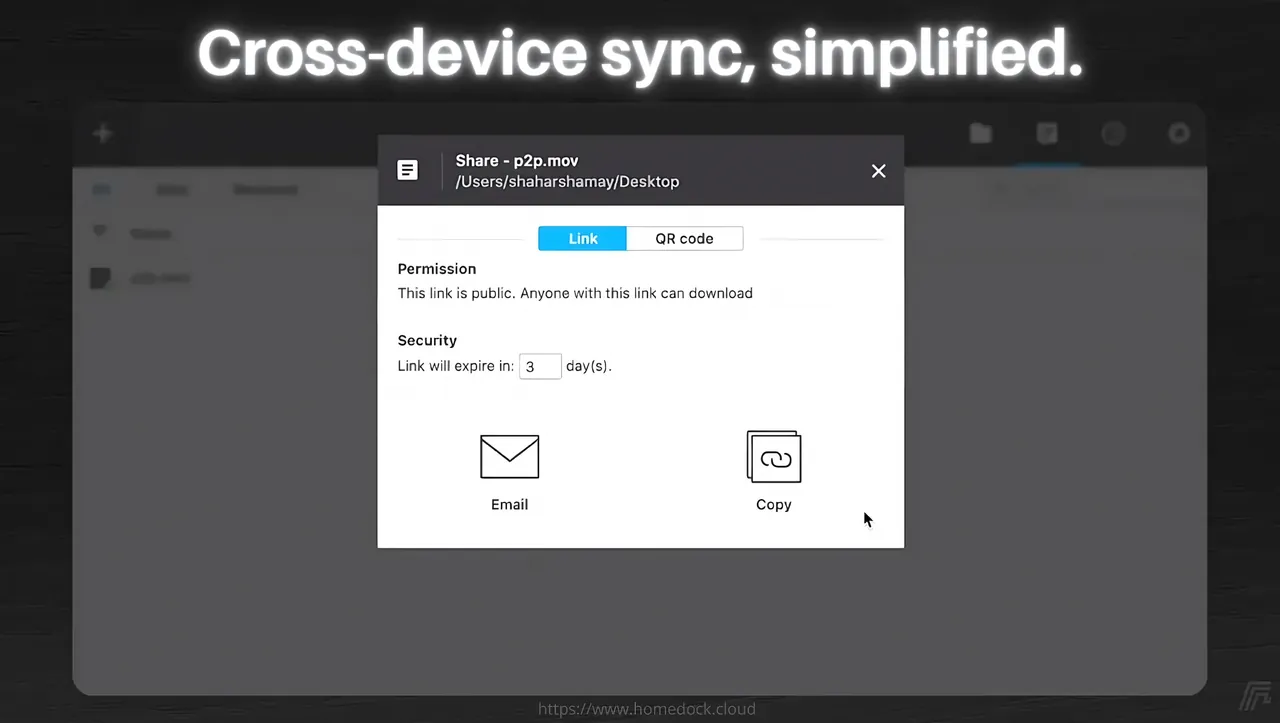 Cross-device sync, simplified.
Share - p2p.mov
/Users/shaharshamay/Desktop
Link
QR code
Permission
This link is public. Anyone with this link can download
Security
Link will expire in: 3 day(s).
Email
Copy
https://www.homedock.cloud